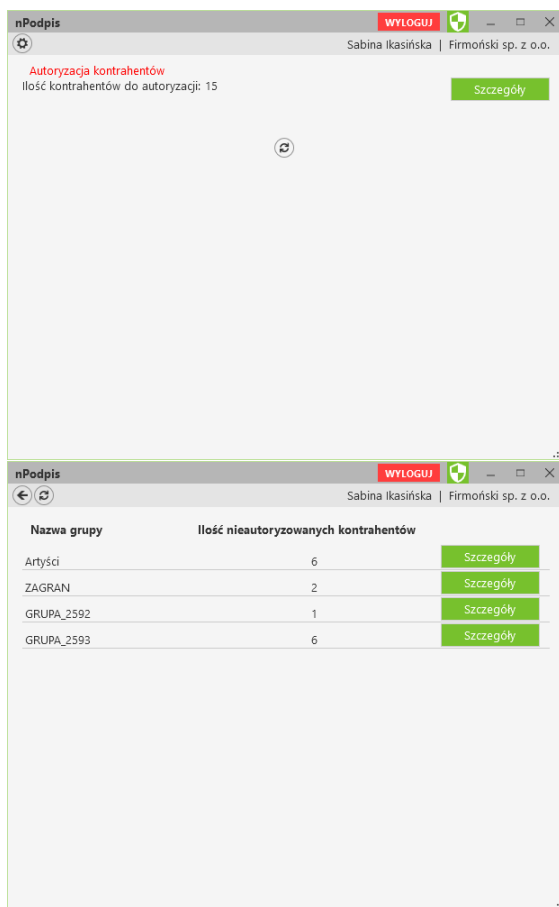 nPodpis WYLOGUJ
Sabina Ikasińska | Firmoński sp. z o.o.
Autoryzacja kontrahentów
Ilość kontrahentów do autoryzacji: 15
Szczegóły
nPodpis WYLOGUJ
Sabina Ikasińska | Firmoński sp. z o.o.
Nazwa grupy Ilość nieautoryzowanych kontrahentów
Artyści 6 Szczegóły
ZAGRAN 2 Szczegóły
GRUPA_2592 1 Szczegóły
GRUPA_2593 6 Szczegóły